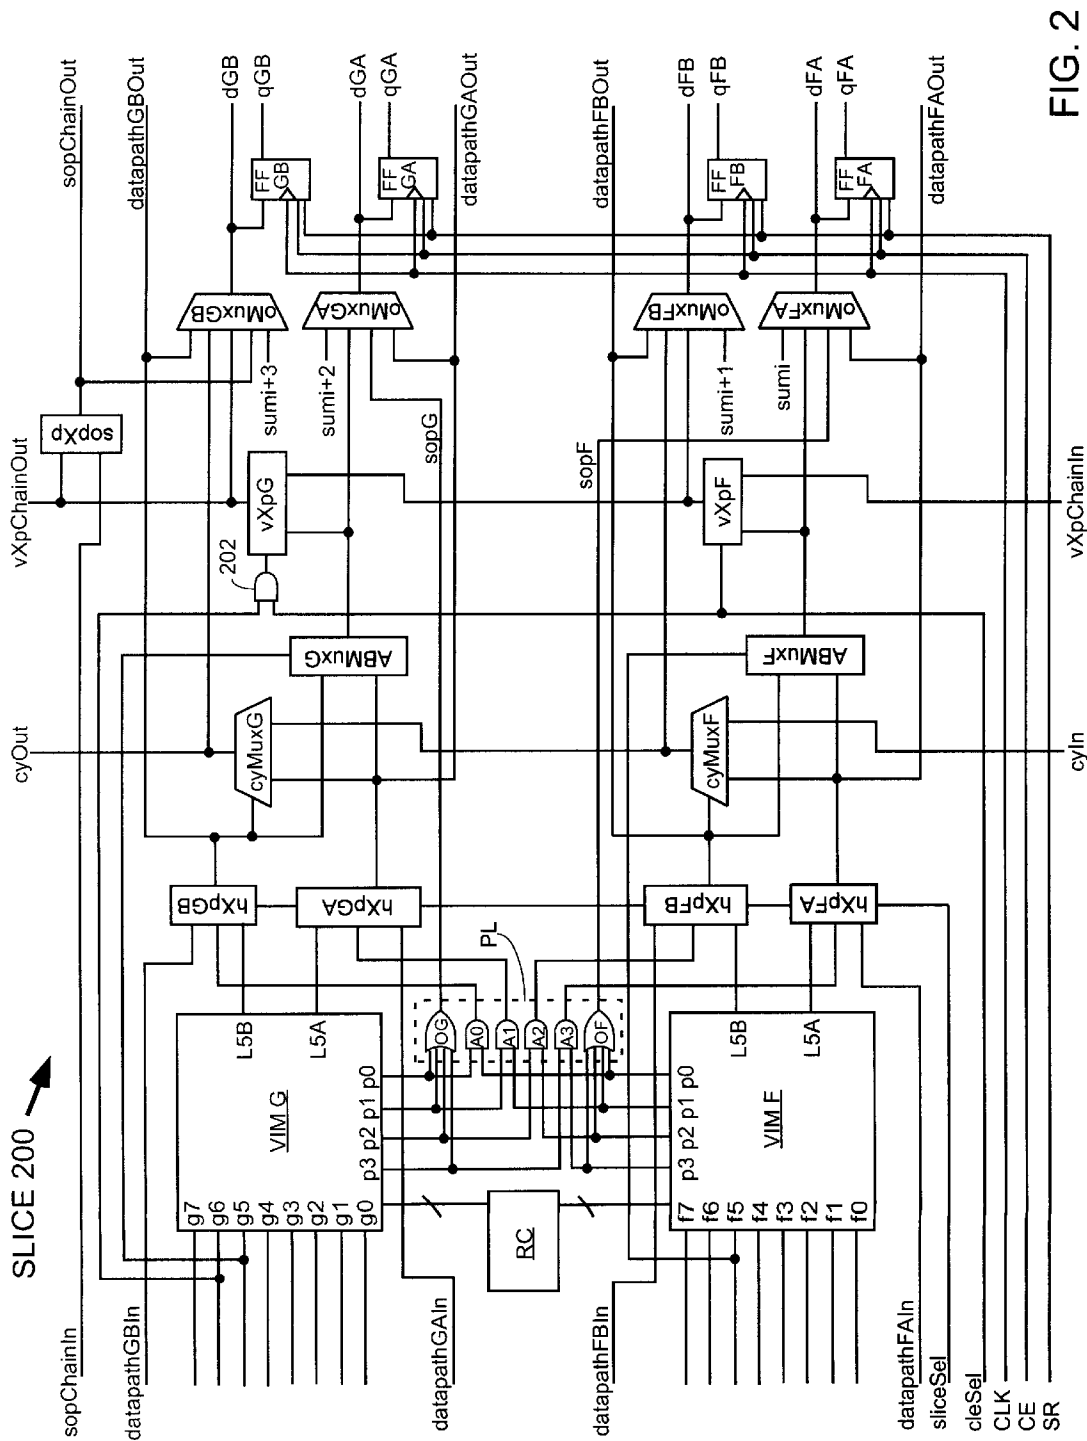 SLICE 200
FIG. 2
sopChainIn
datapathGBIn
datapathGAIn
datapathFBIn
datapathFAIn
sliceSel
cleSel
CLK
CE
SR
g7
g6
g5
g4
g3
g2
g1
g0
VIM G
L5B
L5A
p3 p2 p1 p0
RC
f7
f6
f5
f4
f3
f2
f1
f0
VIM F
L5B
L5A
p3 p2 p1 p0
OG
A0
A1
A2
A3
OF
PL
hXpGB
hXpGA
hXpFB
hXpFA
cyOut
cyMuxG
cyMuxF
cyIn
ABMuxG
ABMuxF
202
vXpChainOut
vXpG
vXpF
vXpChainIn
sopXp
sopG
sopF
sumi+3
sumi+2
sumi+1
sumi
oMuxGB
oMuxGA
oMuxFB
oMuxFA
FF
GB
FF
GA
FF
FB
FF
FA
sopChainOut
datapathGBOut
dGB
qGB
dGA
qGA
datapathGAOut
datapathFBOut
dFB
qFB
dFA
qFA
datapathFAOut